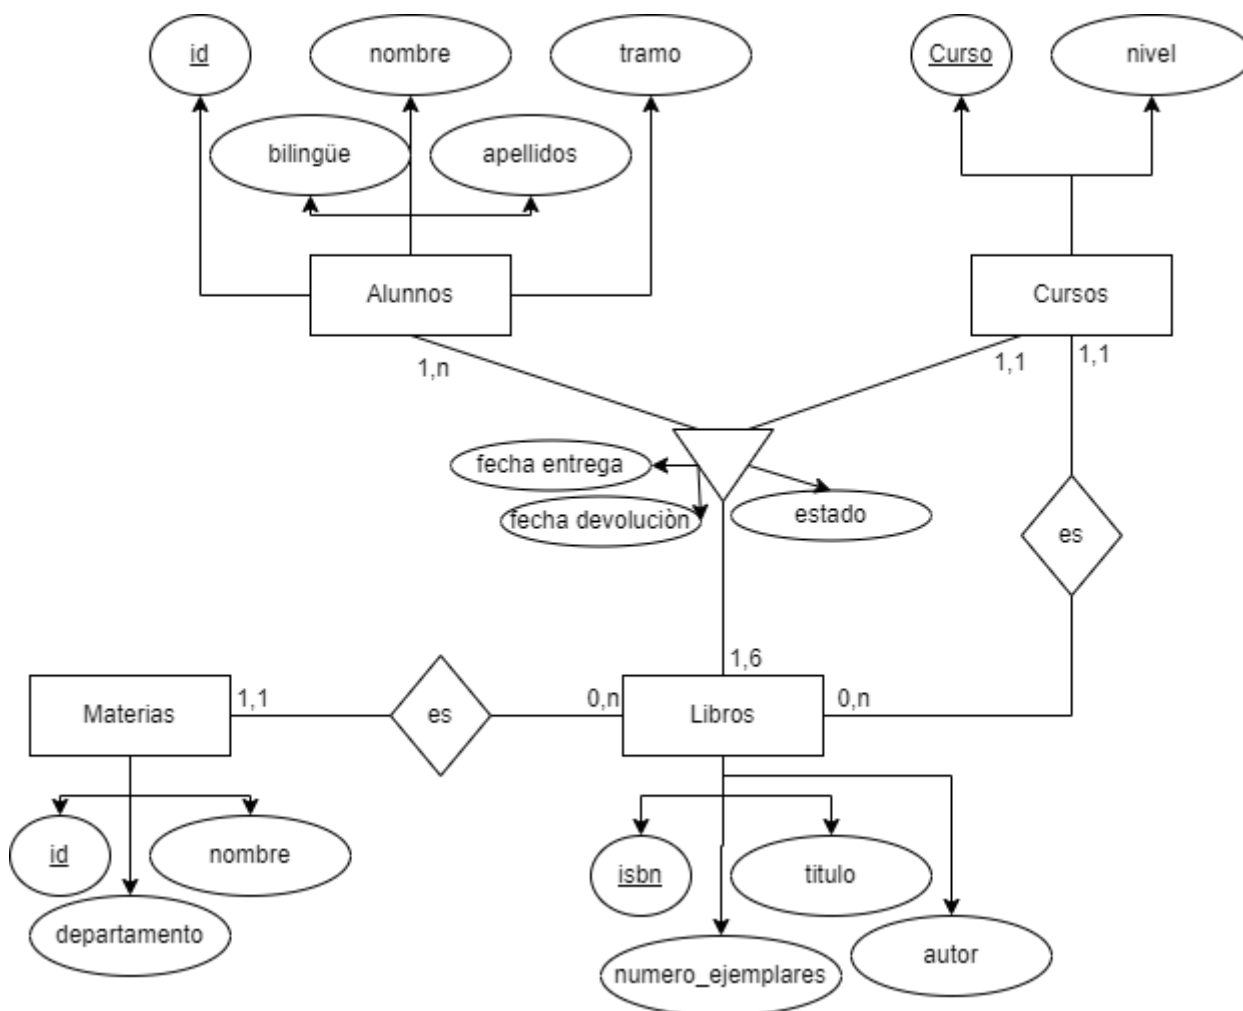 id
nombre
tramo
Curso
nivel
bilingüe
apellidos
Alunnos
Cursos
1,n
1,1
1,1
fecha entrega
fecha devoluciòn
estado
es
1,6
Materias
1,1
es
0,n
Libros
0,n
id
nombre
isbn
titulo
departamento
numero_ejemplares
autor